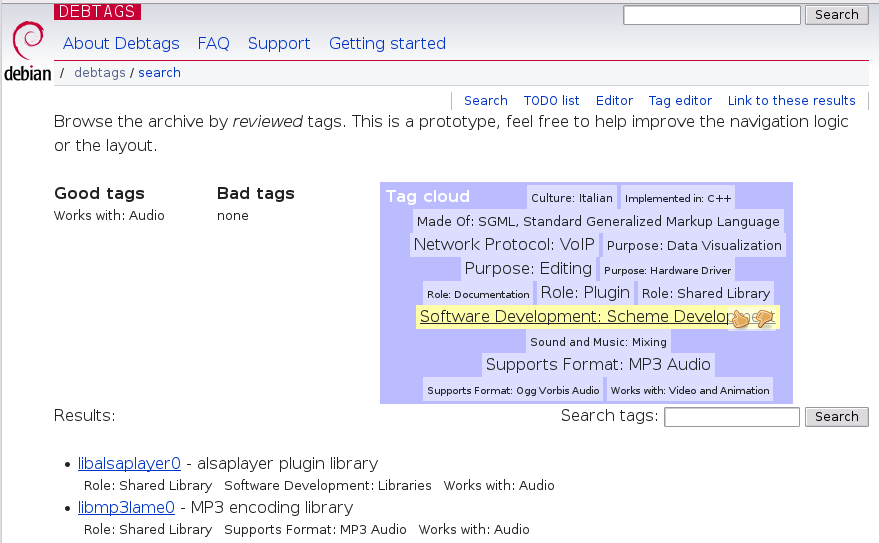 DEBTAGS
Search
About Debtags FAQ Support Getting started
debian / debtags / search
Search TODO list Editor Tag editor Link to these results
Browse the archive by reviewed tags. This is a prototype, feel free to help improve the navigation logic
or the layout.
Good tags Bad tags Tag cloud Culture: Italian Implemented in: C++
Works with: Audio none
Made Of: SGML, Standard Generalized Markup Language
Network Protocol: VoIP Purpose: Data Visualization
Purpose: Editing Purpose: Hardware Driver
Role: Documentation Role: Plugin Role: Shared Library
Software Development: Scheme Development
Sound and Music: Mixing
Supports Format: MP3 Audio
Supports Format: Ogg Vorbis Audio Works with: Video and Animation
Results: Search tags: Search
• libalsaplayer0 - alsaplayer plugin library
Role: Shared Library Software Development: Libraries Works with: Audio
• libmp3lame0 - MP3 encoding library
Role: Shared Library Supports Format: MP3 Audio Works with: Audio